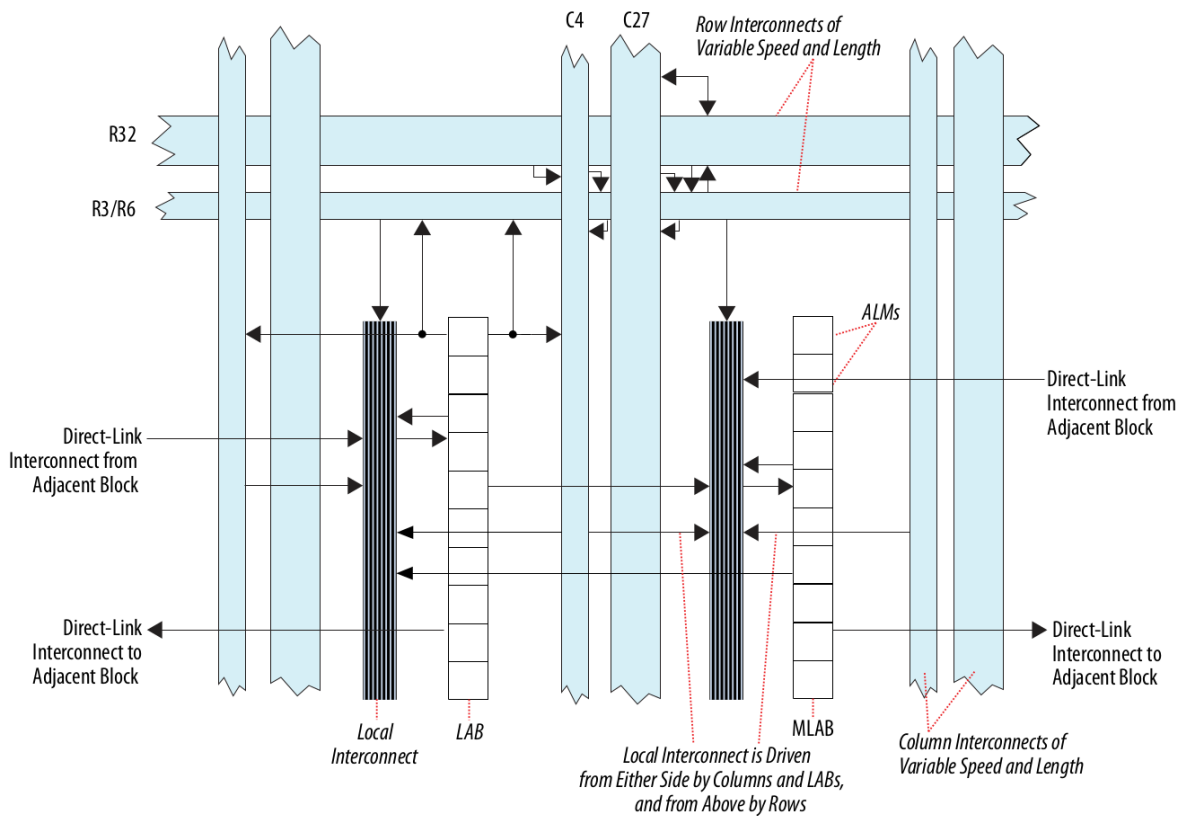 C4
C27
Row Interconnects of
Variable Speed and Length
R32
R3/R6
ALMs
Direct-Link
Interconnect from
Adjacent Block
Direct-Link
Interconnect from
Adjacent Block
Direct-Link
Interconnect to
Adjacent Block
Direct-Link
Interconnect to
Adjacent Block
Local
Interconnect
LAB
MLAB
Local Interconnect is Driven
from Either Side by Columns and LABs,
and from Above by Rows
Column Interconnects of
Variable Speed and Length